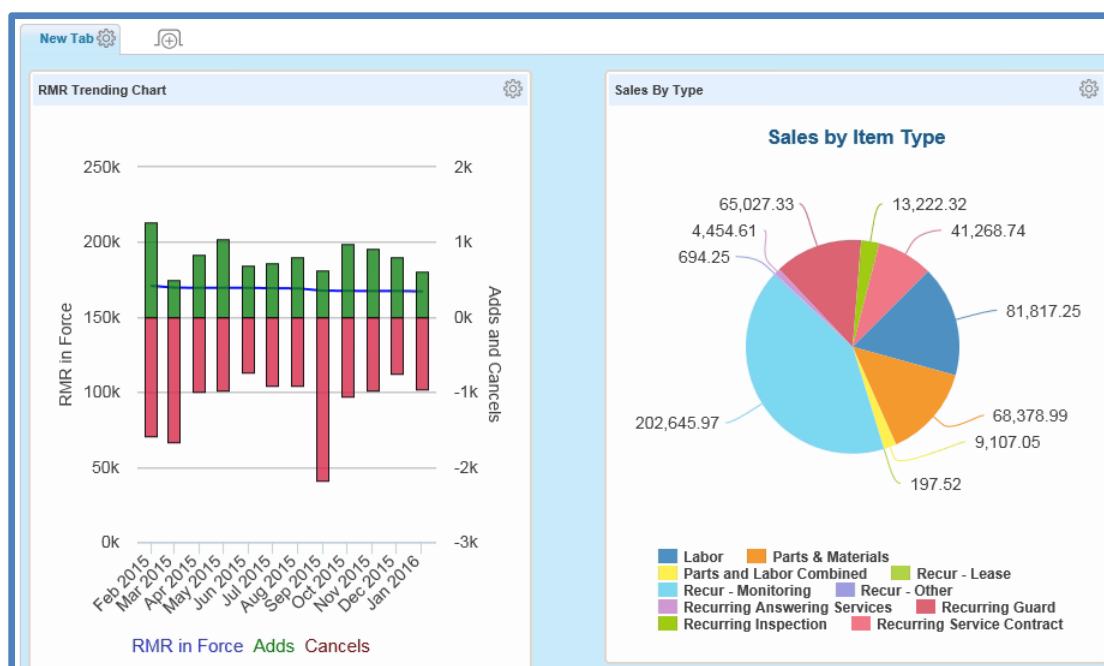 New Tab
RMR Trending Chart
250k
200k
150k
100k
50k
0k
RMR in Force
2k
1k
0k
-1k
-2k
-3k
Adds and Cancels
Feb 2015
Mar 2015
Apr 2015
May 2015
Jun 2015
Jul 2015
Aug 2015
Sep 2015
Oct 2015
Nov 2015
Dec 2015
Jan 2016
RMR in Force Adds Cancels
Sales By Type
Sales by Item Type
65,027.33
13,222.32
4,454.61
41,268.74
694.25
81,817.25
202,645.97
68,378.99
9,107.05
197.52
Labor Parts & Materials
Parts and Labor Combined Recur - Lease
Recur - Monitoring Recur - Other
Recurring Answering Services Recurring Guard
Recurring Inspection Recurring Service Contract